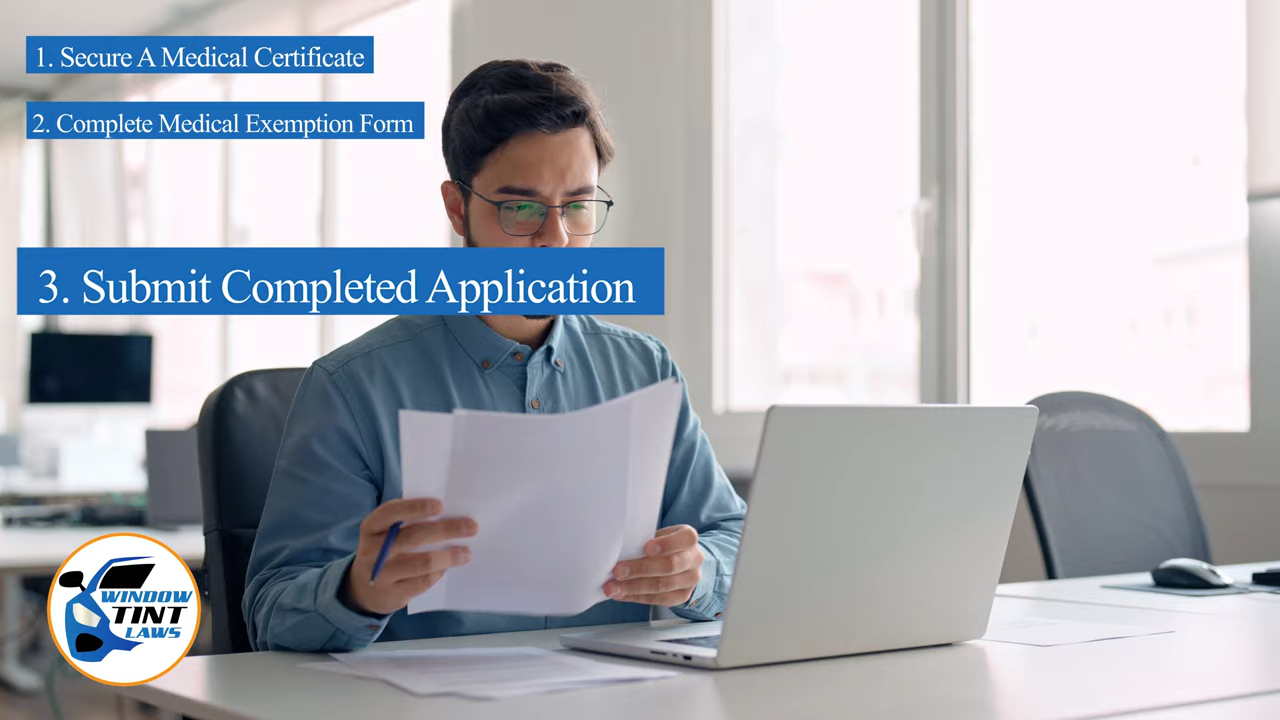 1. Secure A Medical Certificate
2. Complete Medical Exemption Form
3. Submit Completed Application
WINDOW
TINT
LAWS